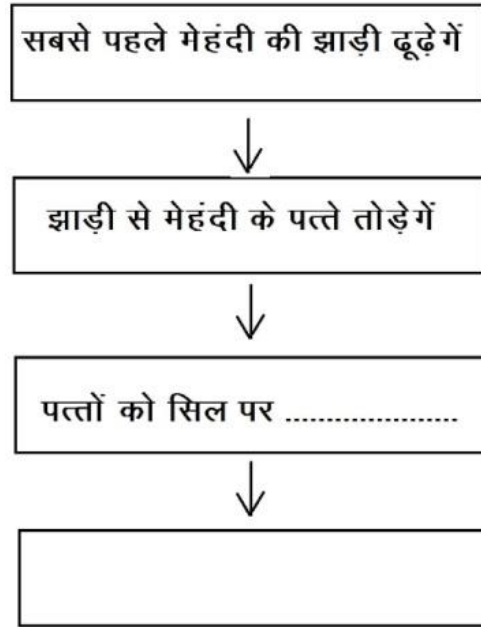 सबसे पहले मेहंदी की झाड़ी ढूढ़ेगें
झाड़ी से मेहंदी के पत्ते तोड़ेगें
पत्तों को सिल पर ....................